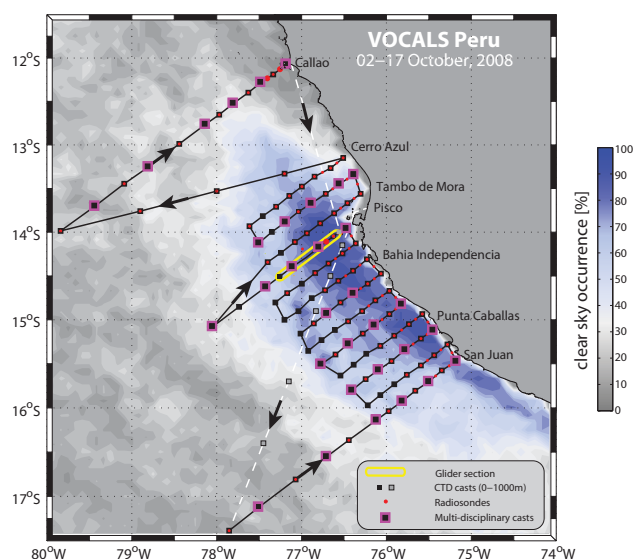 VOCALS Peru
02–17 October, 2008
12°S
13°S
14°S
15°S
16°S
17°S
Callao
Cerro Azul
Tambo de Mora
Pisco
Bahia Independencia
Punta Caballas
San Juan
Glider section
CTD casts (0–1000m)
Radiosondes
Multi-disciplinary casts
80°W
79°W
78°W
77°W
76°W
75°W
74°W
clear sky occurrence [%]
100
90
80
70
60
50
40
30
20
10
0